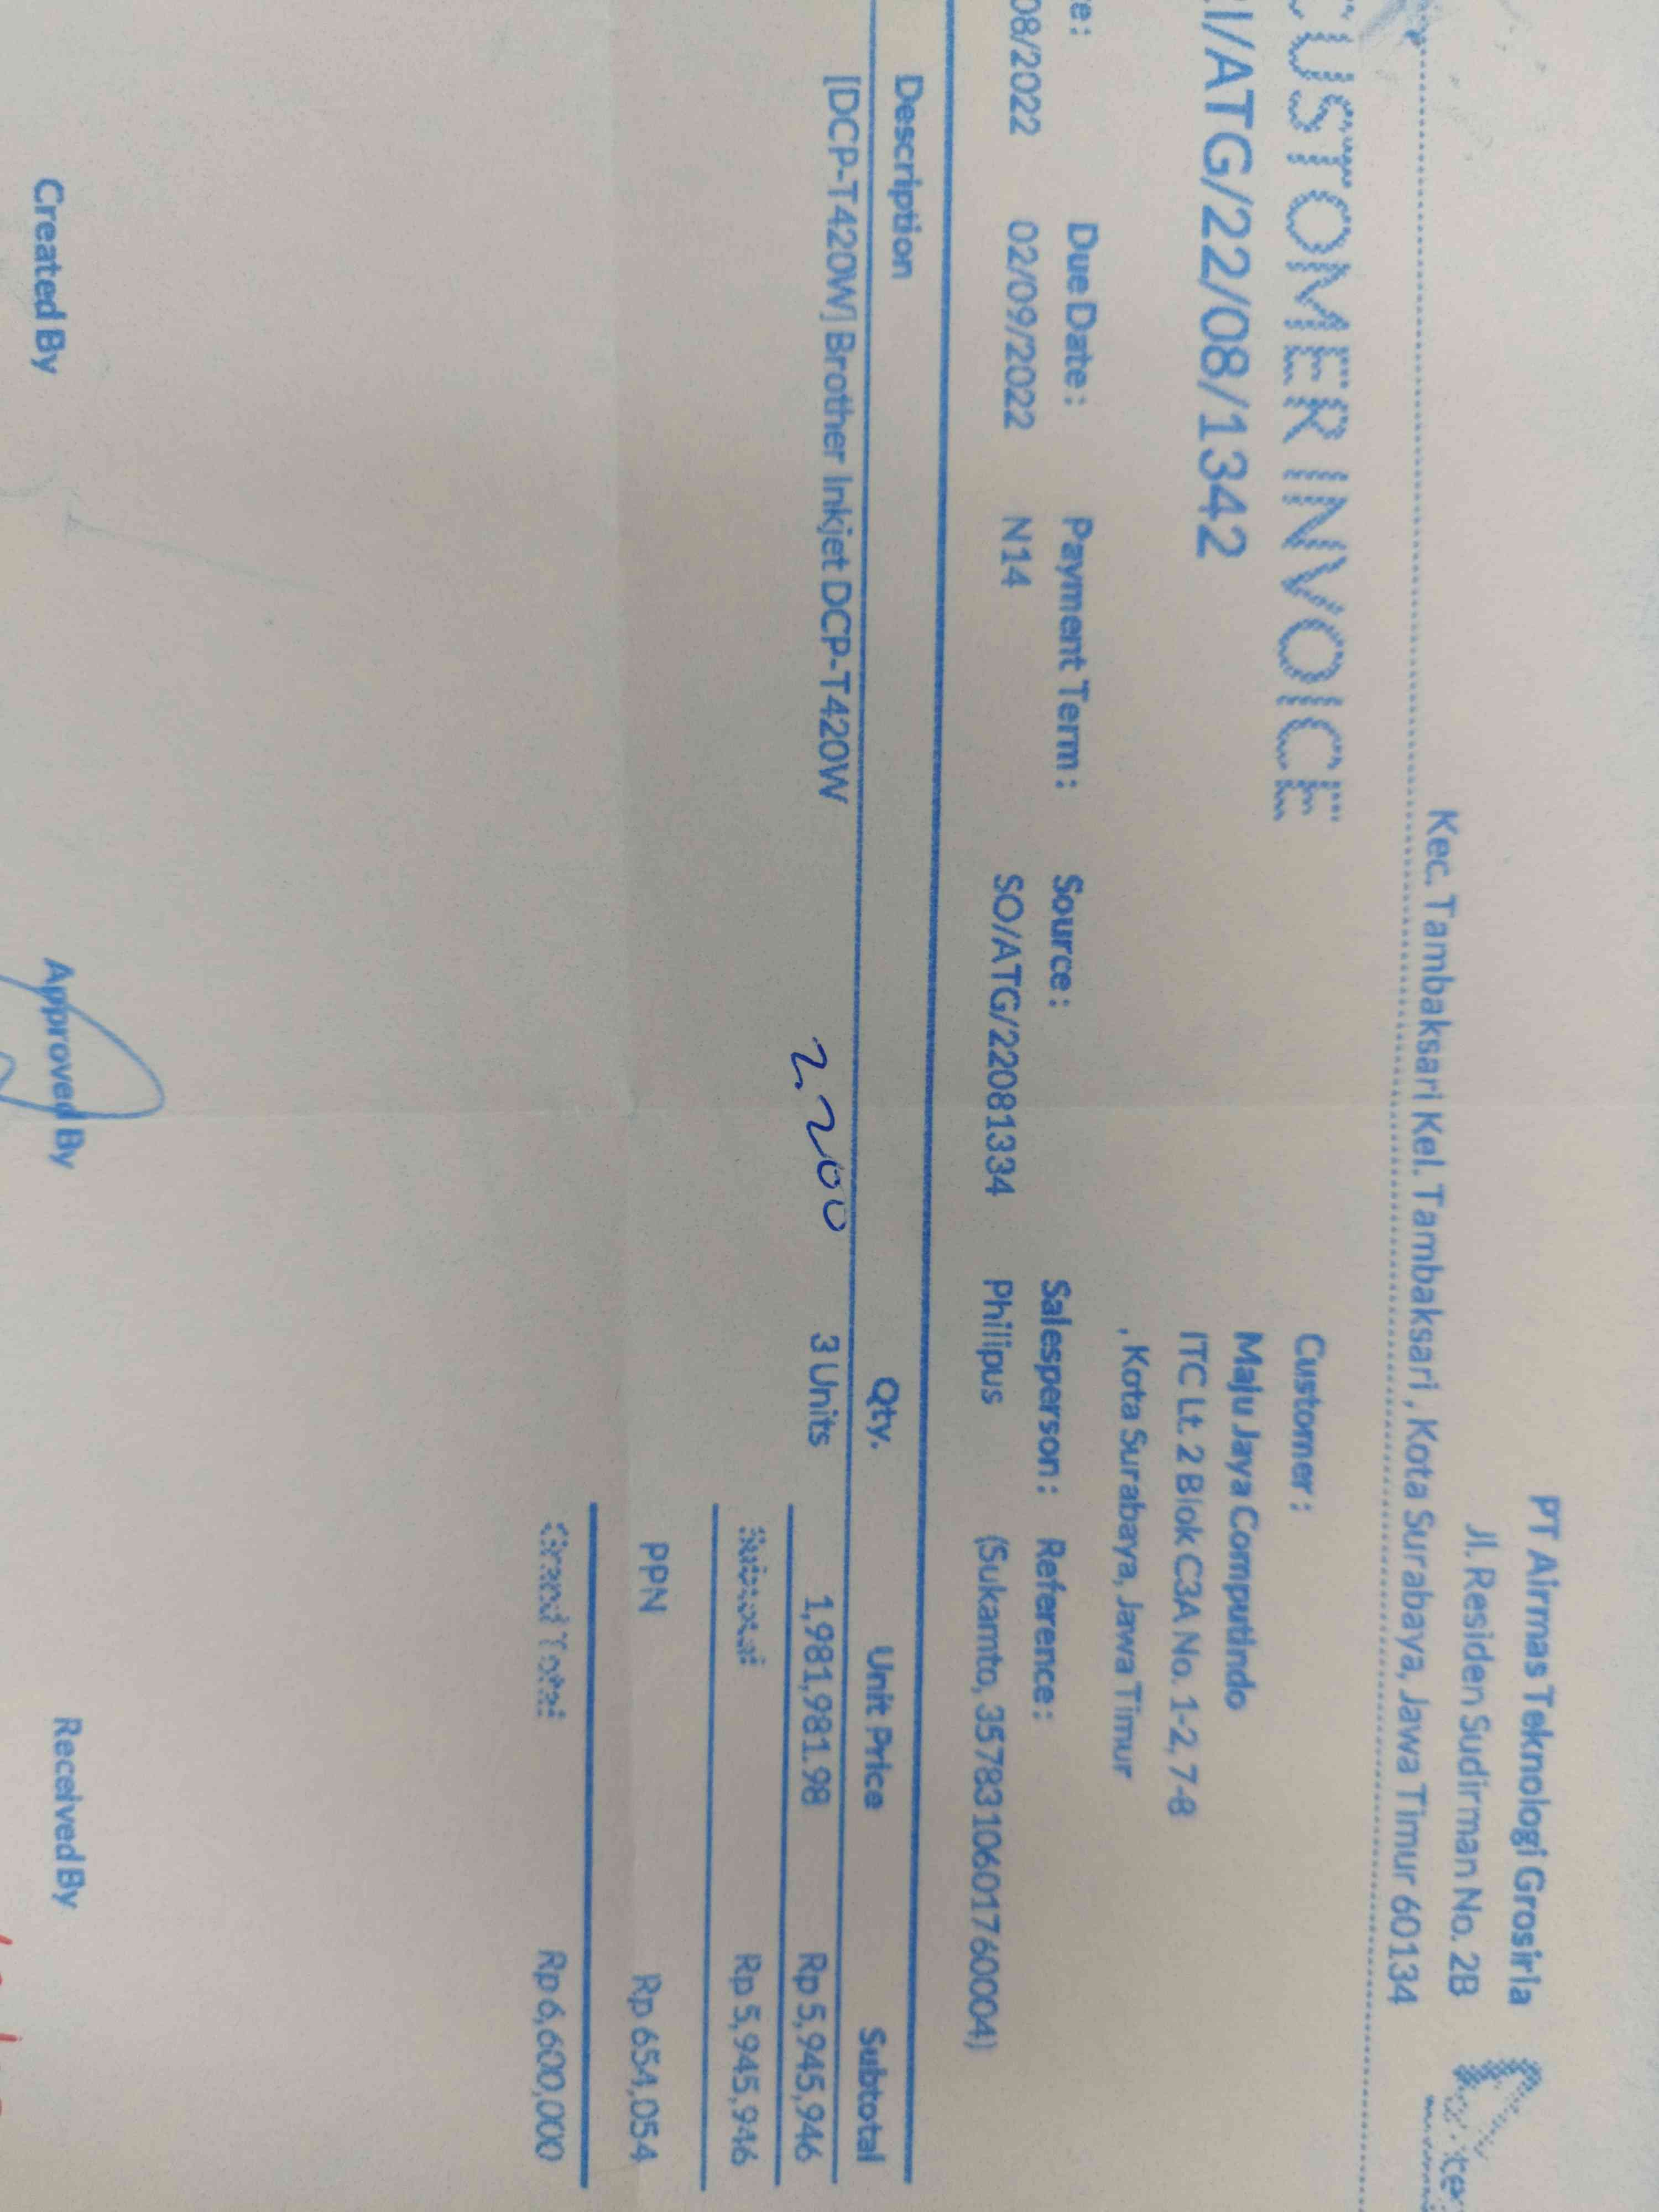 PT Airmas Teknologi Grosirla
Jl. Residen Sudirman No. 2B
Kec. Tambaksari Kel. Tambaksari , Kota Surabaya, Jawa Timur 60134
CUSTOMER INVOICE
I/ATG/22/08/1342
Customer :
Maju Jaya Computindo
ITC Lt. 2 Blok C3A No. 1-2, 7-8
, Kota Surabaya, Jawa Timur
e : Due Date : Payment Term : Source : Salesperson : Reference :
08/2022 02/09/2022 N14 SO/ATG/22081334 Philipus (Sukamto, 3578310601760004)
Description Qty. Unit Price Subtotal
[DCP-T420W] Brother Inkjet DCP-T420W 2.200 3 Units 1,981,981.98 Rp 5,945,946
Subtotal Rp 5,945,946
PPN Rp 654,054
Grand Total Rp 6,600,000
Created By Approved By Received By